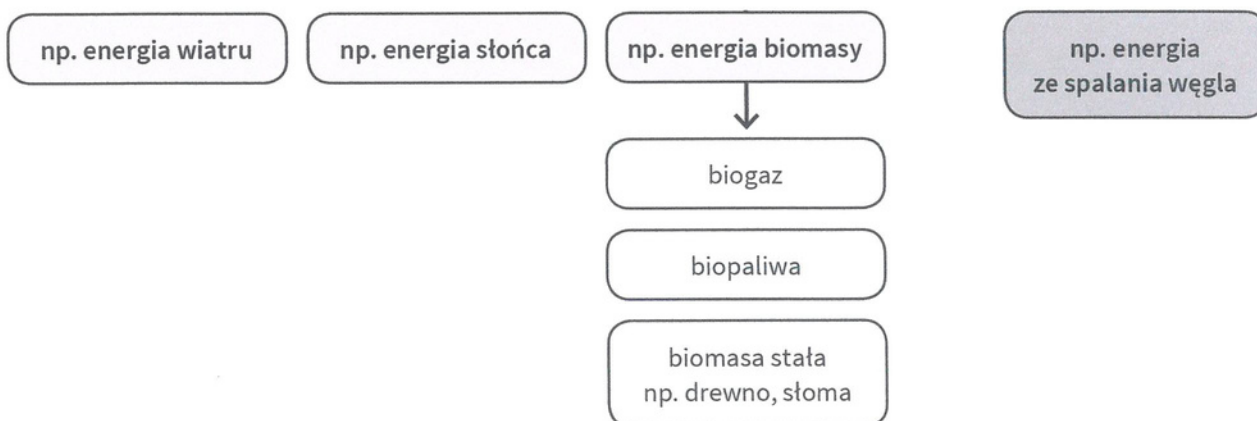 np. energia wiatru
np. energia słońca
np. energia biomasy
np. energia
ze spalania węgla
biogaz
biopaliwa
biomasa stała
np. drewno, słoma